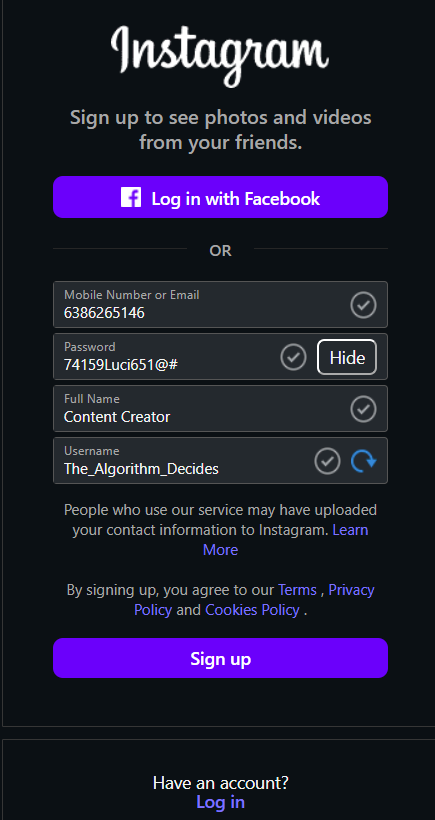 Instagram
Sign up to see photos and videos
from your friends.
Log in with Facebook
OR
Mobile Number or Email
6386265146
Password
74159Luci651@#
Hide
Full Name
Content Creator
Username
The_Algorithm_Decides
People who use our service may have uploaded
your contact information to Instagram. Learn
More
By signing up, you agree to our Terms , Privacy
Policy and Cookies Policy .
Sign up
Have an account?
Log in